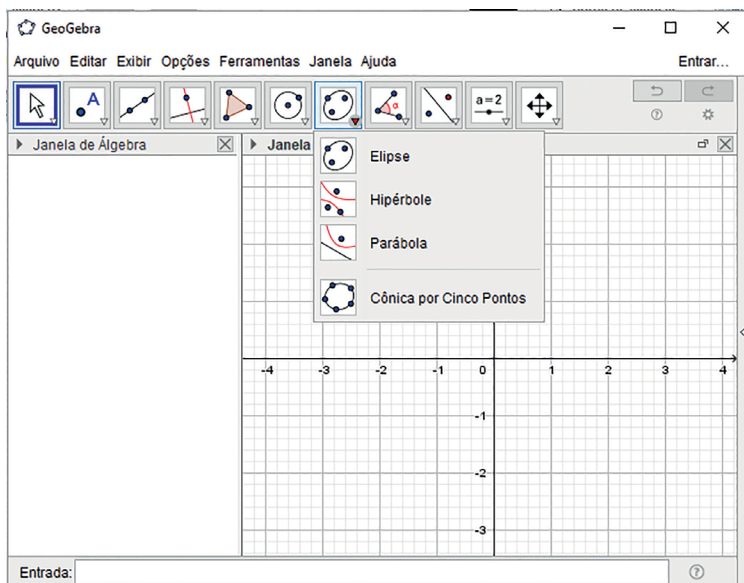 GeoGebra
Arquivo Editar Exibir Opções Ferramentas Janela Ajuda Entrar...
A α a=2
Janela de Álgebra Janela
Elipse
Hipérbole
Parábola
Cônica por Cinco Pontos
-4 -3 -2 -1 0 1 2 3 4
-1
-2
-3
Entrada: